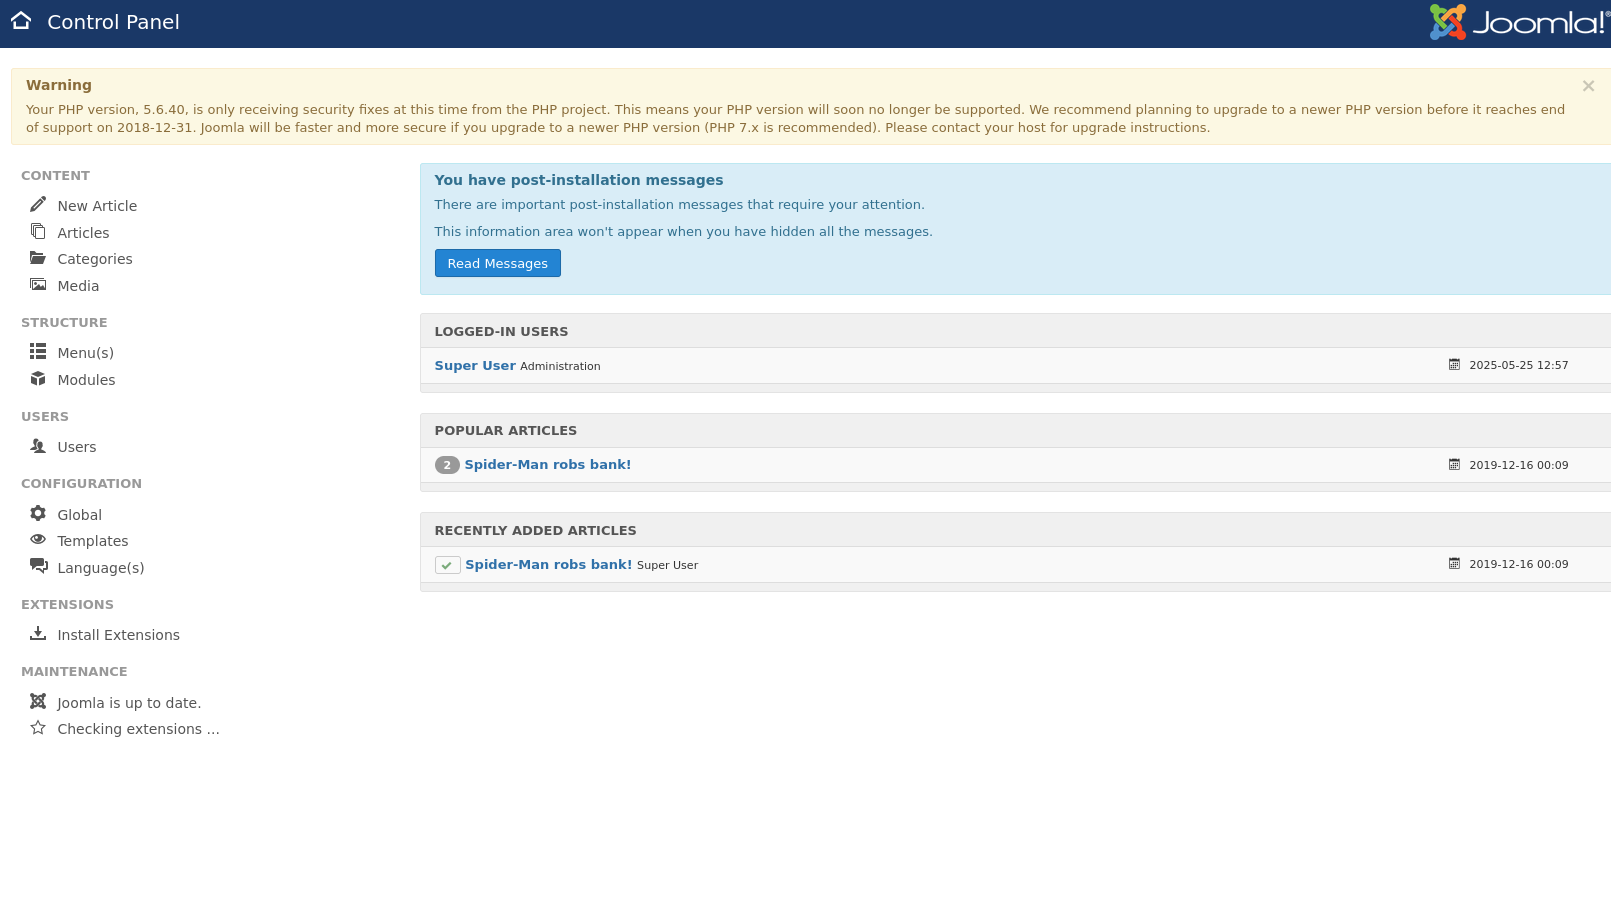 Control Panel
Joomla!®
Warning
×
Your PHP version, 5.6.40, is only receiving security fixes at this time from the PHP project. This means your PHP version will soon no longer be supported. We recommend planning to upgrade to a newer PHP version before it reaches end
of support on 2018-12-31. Joomla will be faster and more secure if you upgrade to a newer PHP version (PHP 7.x is recommended). Please contact your host for upgrade instructions.
CONTENT
New Article
Articles
Categories
Media
STRUCTURE
Menu(s)
Modules
USERS
Users
CONFIGURATION
Global
Templates
Language(s)
EXTENSIONS
Install Extensions
MAINTENANCE
Joomla is up to date.
Checking extensions ...
You have post-installation messages
There are important post-installation messages that require your attention.
This information area won't appear when you have hidden all the messages.
Read Messages
LOGGED-IN USERS
Super User Administration 2025-05-25 12:57
POPULAR ARTICLES
2 Spider-Man robs bank! 2019-12-16 00:09
RECENTLY ADDED ARTICLES
Spider-Man robs bank! Super User 2019-12-16 00:09